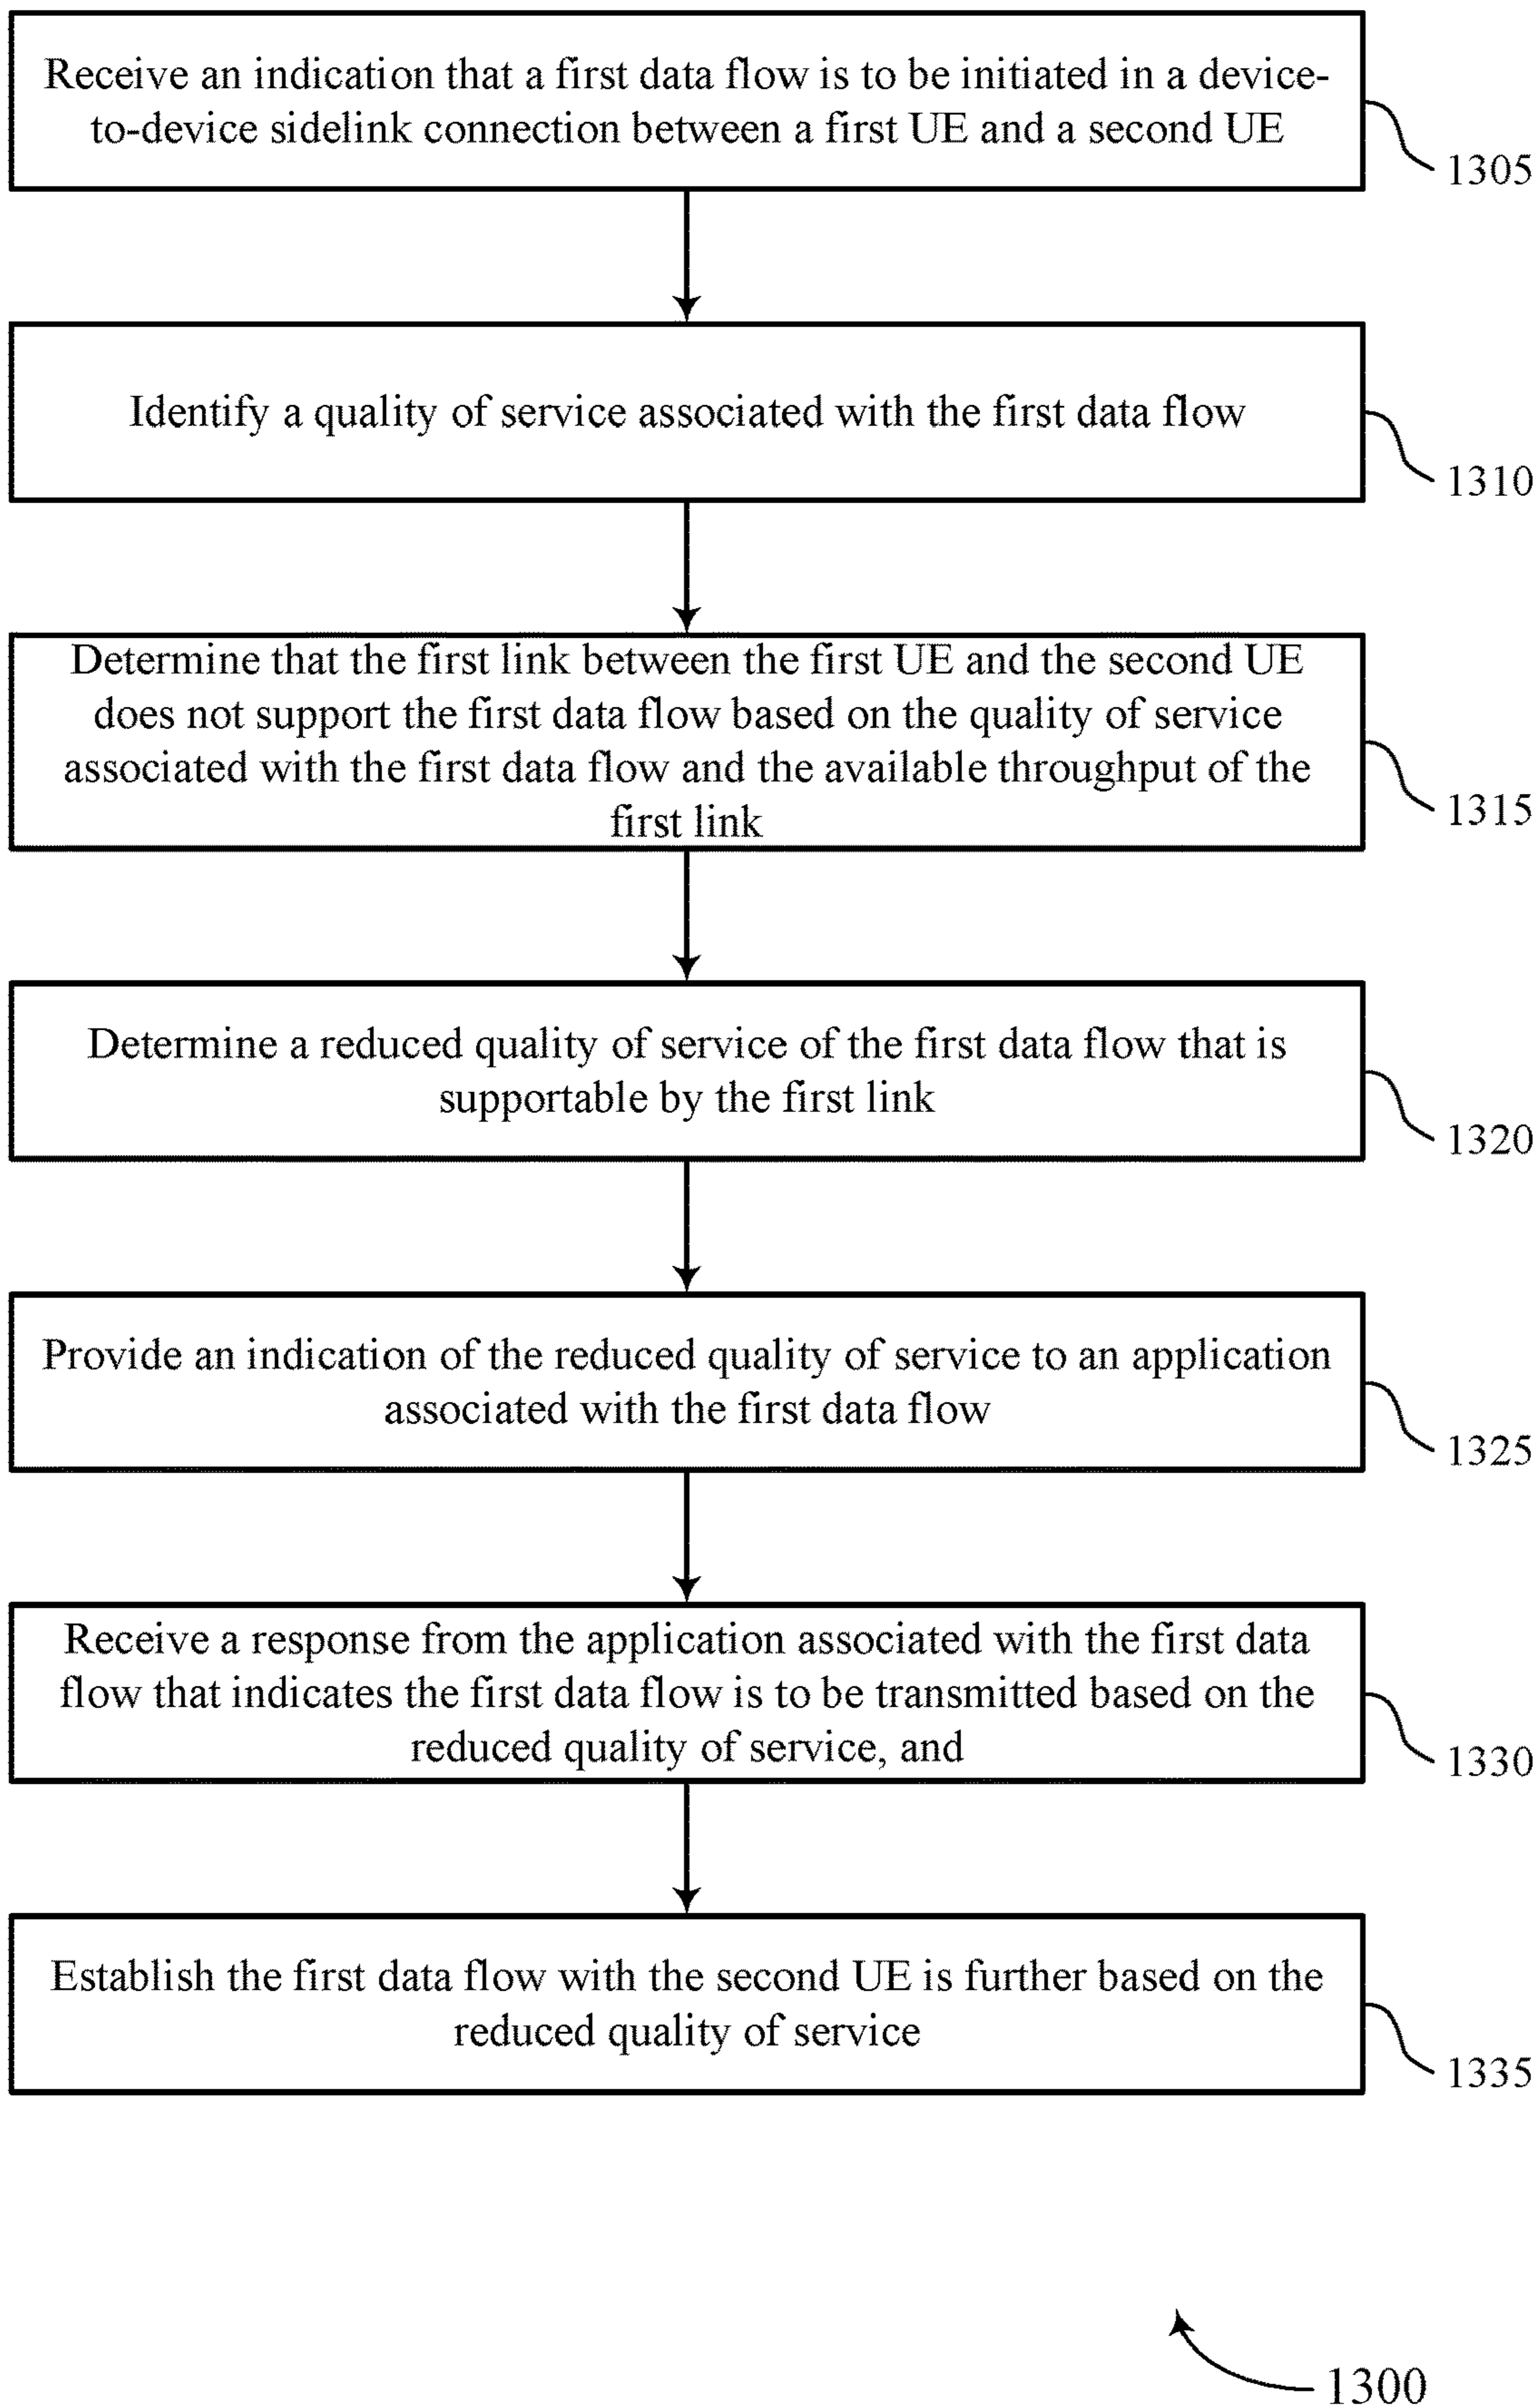 Receive an indication that a first data flow is to be initiated in a device-
to-device sidelink connection between a first UE and a second UE
1305
Identify a quality of service associated with the first data flow
1310
Determine that the first link between the first UE and the second UE
does not support the first data flow based on the quality of service
associated with the first data flow and the available throughput of the
first link
1315
Determine a reduced quality of service of the first data flow that is
supportable by the first link
1320
Provide an indication of the reduced quality of service to an application
associated with the first data flow
1325
Receive a response from the application associated with the first data
flow that indicates the first data flow is to be transmitted based on the
reduced quality of service, and
1330
Establish the first data flow with the second UE is further based on the
reduced quality of service
1335
1300